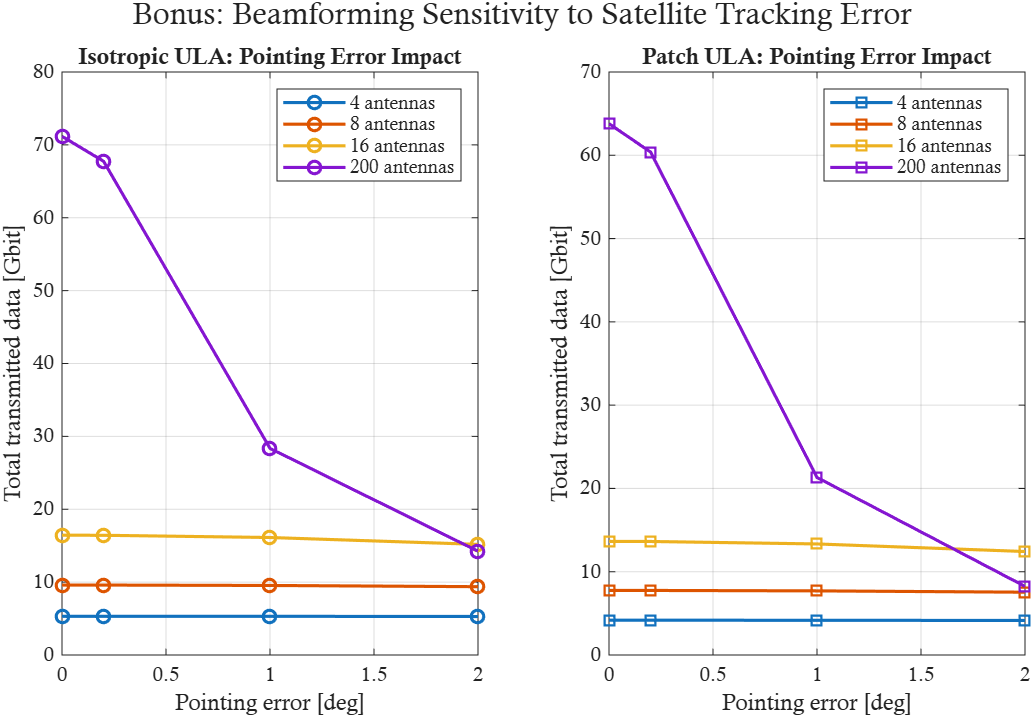 Bonus: Beamforming Sensitivity to Satellite Tracking Error
Isotropic ULA: Pointing Error Impact
80
70
60
50
40
30
20
10
0
Total transmitted data [Gbit]
4 antennas
8 antennas
16 antennas
200 antennas
0
0.5
1
1.5
2
Pointing error [deg]
Patch ULA: Pointing Error Impact
70
60
50
40
30
20
10
0
Total transmitted data [Gbit]
4 antennas
8 antennas
16 antennas
200 antennas
0
0.5
1
1.5
2
Pointing error [deg]